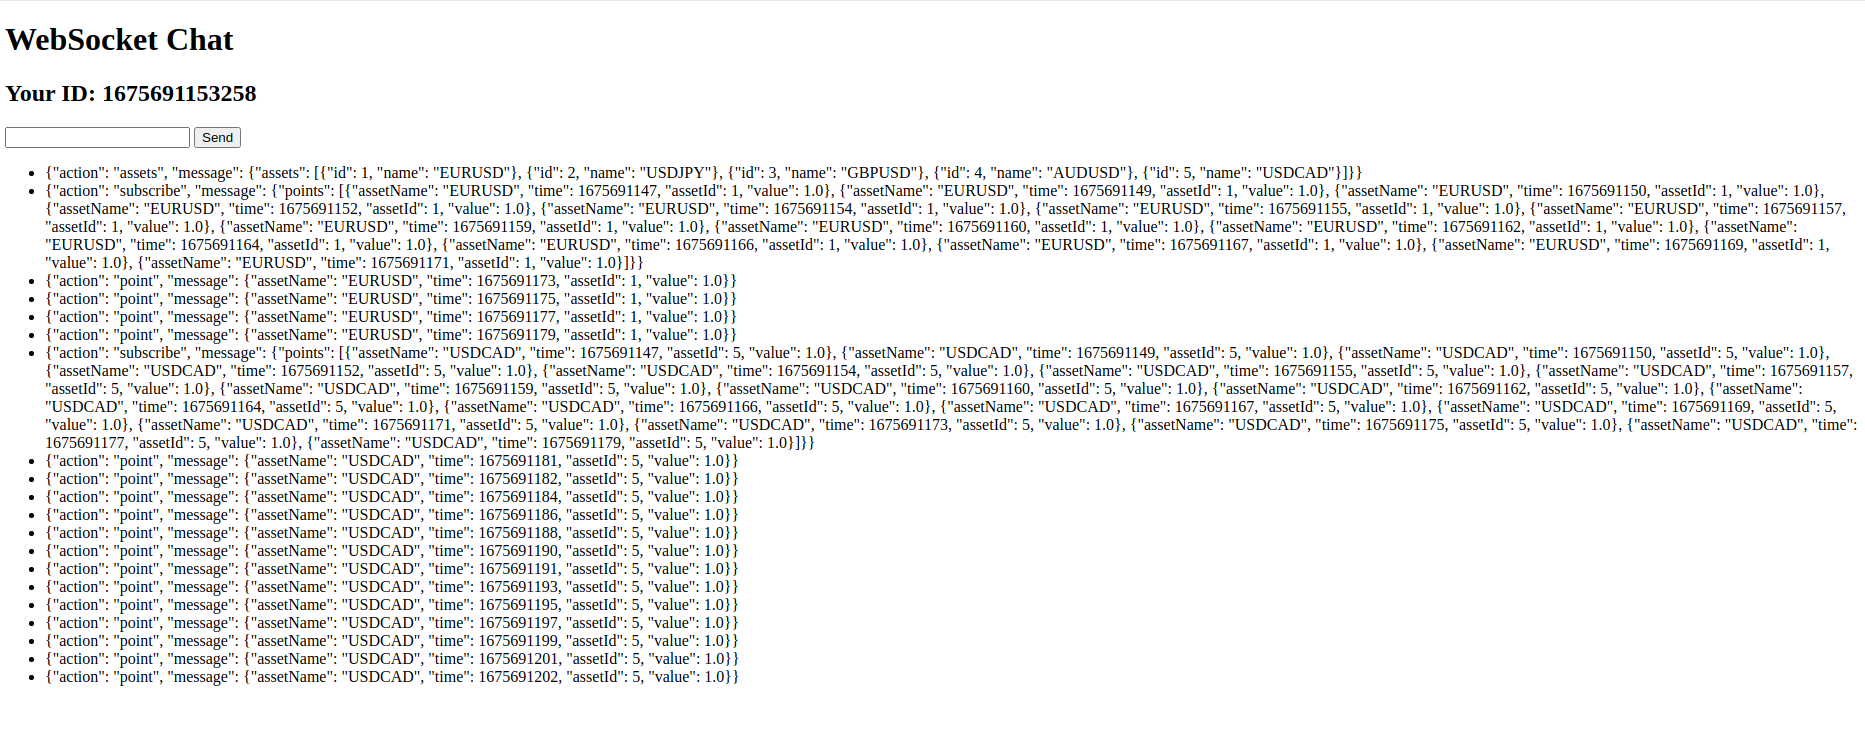 WebSocket Chat
Your ID: 1675691153258
Send
{"action": "assets", "message": {"assets": [{"id": 1, "name": "EURUSD"}, {"id": 2, "name": "USDJPY"}, {"id": 3, "name": "GBPUSD"}, {"id": 4, "name": "AUDUSD"}, {"id": 5, "name": "USDCAD"}]}}
{"action": "subscribe", "message": {"points": [{"assetName": "EURUSD", "time": 1675691147, "assetId": 1, "value": 1.0}, {"assetName": "EURUSD", "time": 1675691149, "assetId": 1, "value": 1.0}, {"assetName": "EURUSD", "time": 1675691150, "assetId": 1, "value": 1.0},
{"assetName": "EURUSD", "time": 1675691152, "assetId": 1, "value": 1.0}, {"assetName": "EURUSD", "time": 1675691154, "assetId": 1, "value": 1.0}, {"assetName": "EURUSD", "time": 1675691155, "assetId": 1, "value": 1.0}, {"assetName": "EURUSD", "time": 1675691157,
"assetId": 1, "value": 1.0}, {"assetName": "EURUSD", "time": 1675691159, "assetId": 1, "value": 1.0}, {"assetName": "EURUSD", "time": 1675691160, "assetId": 1, "value": 1.0}, {"assetName": "EURUSD", "time": 1675691162, "assetId": 1, "value": 1.0}, {"assetName":
"EURUSD", "time": 1675691164, "assetId": 1, "value": 1.0}, {"assetName": "EURUSD", "time": 1675691166, "assetId": 1, "value": 1.0}, {"assetName": "EURUSD", "time": 1675691167, "assetId": 1, "value": 1.0}, {"assetName": "EURUSD", "time": 1675691169, "assetId": 1,
"value": 1.0}, {"assetName": "EURUSD", "time": 1675691171, "assetId": 1, "value": 1.0}]}}
{"action": "point", "message": {"assetName": "EURUSD", "time": 1675691173, "assetId": 1, "value": 1.0}}
{"action": "point", "message": {"assetName": "EURUSD", "time": 1675691175, "assetId": 1, "value": 1.0}}
{"action": "point", "message": {"assetName": "EURUSD", "time": 1675691177, "assetId": 1, "value": 1.0}}
{"action": "point", "message": {"assetName": "EURUSD", "time": 1675691179, "assetId": 1, "value": 1.0}}
{"action": "subscribe", "message": {"points": [{"assetName": "USDCAD", "time": 1675691147, "assetId": 5, "value": 1.0}, {"assetName": "USDCAD", "time": 1675691149, "assetId": 5, "value": 1.0}, {"assetName": "USDCAD", "time": 1675691150, "assetId": 5, "value": 1.0},
{"assetName": "USDCAD", "time": 1675691152, "assetId": 5, "value": 1.0}, {"assetName": "USDCAD", "time": 1675691154, "assetId": 5, "value": 1.0}, {"assetName": "USDCAD", "time": 1675691155, "assetId": 5, "value": 1.0}, {"assetName": "USDCAD", "time": 1675691157,
"assetId": 5, "value": 1.0}, {"assetName": "USDCAD", "time": 1675691159, "assetId": 5, "value": 1.0}, {"assetName": "USDCAD", "time": 1675691160, "assetId": 5, "value": 1.0}, {"assetName": "USDCAD", "time": 1675691162, "assetId": 5, "value": 1.0}, {"assetName":
"USDCAD", "time": 1675691164, "assetId": 5, "value": 1.0}, {"assetName": "USDCAD", "time": 1675691166, "assetId": 5, "value": 1.0}, {"assetName": "USDCAD", "time": 1675691167, "assetId": 5, "value": 1.0}, {"assetName": "USDCAD", "time": 1675691169, "assetId": 5,
"value": 1.0}, {"assetName": "USDCAD", "time": 1675691171, "assetId": 5, "value": 1.0}, {"assetName": "USDCAD", "time": 1675691173, "assetId": 5, "value": 1.0}, {"assetName": "USDCAD", "time": 1675691175, "assetId": 5, "value": 1.0}, {"assetName": "USDCAD", "time":
1675691177, "assetId": 5, "value": 1.0}, {"assetName": "USDCAD", "time": 1675691179, "assetId": 5, "value": 1.0}]}}
{"action": "point", "message": {"assetName": "USDCAD", "time": 1675691181, "assetId": 5, "value": 1.0}}
{"action": "point", "message": {"assetName": "USDCAD", "time": 1675691182, "assetId": 5, "value": 1.0}}
{"action": "point", "message": {"assetName": "USDCAD", "time": 1675691184, "assetId": 5, "value": 1.0}}
{"action": "point", "message": {"assetName": "USDCAD", "time": 1675691186, "assetId": 5, "value": 1.0}}
{"action": "point", "message": {"assetName": "USDCAD", "time": 1675691188, "assetId": 5, "value": 1.0}}
{"action": "point", "message": {"assetName": "USDCAD", "time": 1675691190, "assetId": 5, "value": 1.0}}
{"action": "point", "message": {"assetName": "USDCAD", "time": 1675691191, "assetId": 5, "value": 1.0}}
{"action": "point", "message": {"assetName": "USDCAD", "time": 1675691193, "assetId": 5, "value": 1.0}}
{"action": "point", "message": {"assetName": "USDCAD", "time": 1675691195, "assetId": 5, "value": 1.0}}
{"action": "point", "message": {"assetName": "USDCAD", "time": 1675691197, "assetId": 5, "value": 1.0}}
{"action": "point", "message": {"assetName": "USDCAD", "time": 1675691199, "assetId": 5, "value": 1.0}}
{"action": "point", "message": {"assetName": "USDCAD", "time": 1675691201, "assetId": 5, "value": 1.0}}
{"action": "point", "message": {"assetName": "USDCAD", "time": 1675691202, "assetId": 5, "value": 1.0}}